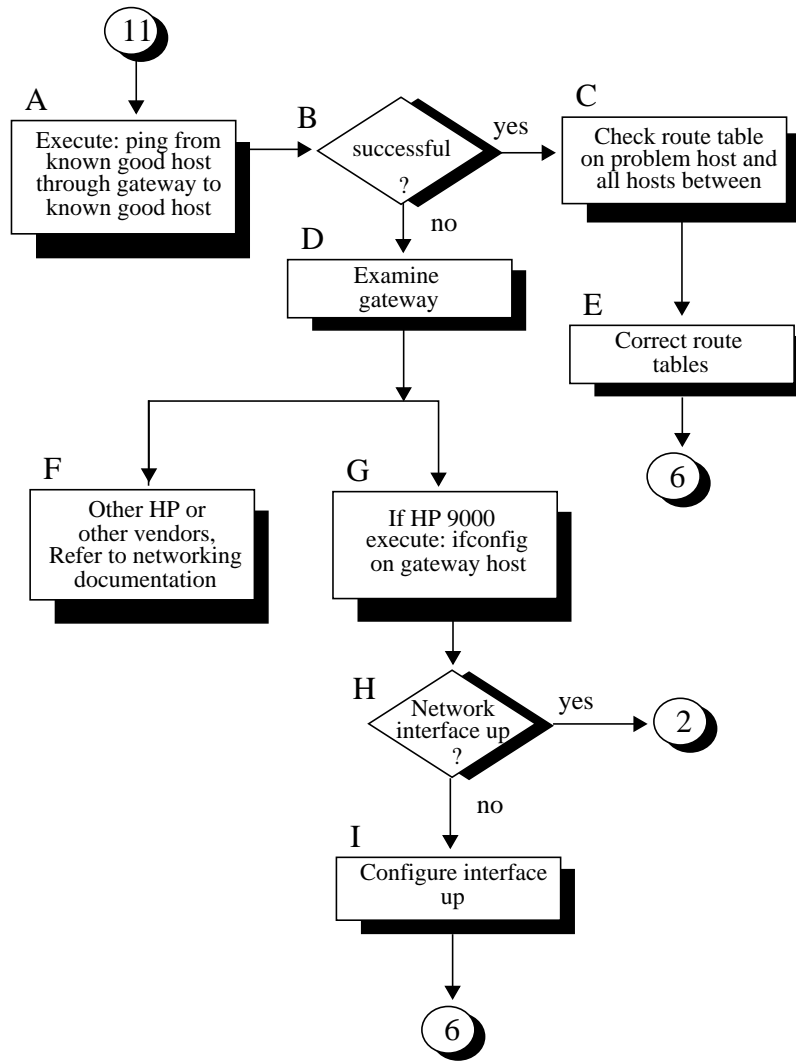 11
A
Execute: ping from
known good host
through gateway to
known good host
B
successful
?
yes
no
C
Check route table
on problem host and
all hosts between
D
Examine
gateway
E
Correct route
tables
6
F
Other HP or
other vendors,
Refer to networking
documentation
G
If HP 9000
execute: ifconfig
on gateway host
H
Network
interface up
?
yes
2
no
I
Configure interface
up
6